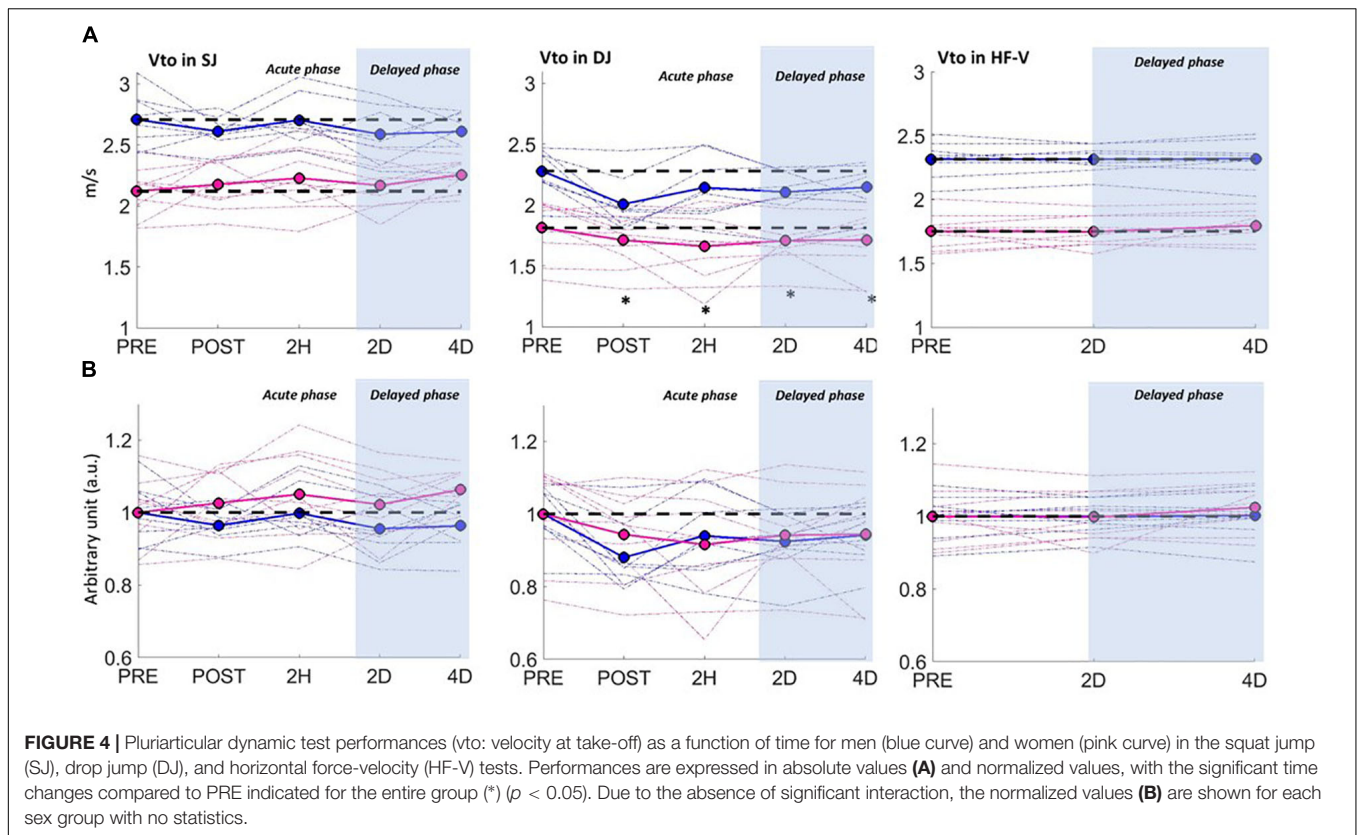 A
Vto in SJ
Acute phase
Delayed phase
Vto in DJ
Acute phase
Delayed phase
Vto in HF-V
Delayed phase
3
2.5
2
1.5
1
m/s
PRE POST 2H 2D 4D
3
2.5
2
1.5
1
* * * *
PRE POST 2H 2D 4D
3
2.5
2
1.5
1
PRE 2D 4D
B
Acute phase
Delayed phase
Acute phase
Delayed phase
Delayed phase
Arbitrary unit (a.u.)
1.2
1
0.8
0.6
PRE POST 2H 2D 4D
1.2
1
0.8
0.6
PRE POST 2H 2D 4D
1.2
1
0.8
0.6
PRE 2D 4D
FIGURE 4 | Pluriarticular dynamic test performances (vto: velocity at take-off) as a function of time for men (blue curve) and women (pink curve) in the squat jump
(SJ), drop jump (DJ), and horizontal force-velocity (HF-V) tests. Performances are expressed in absolute values (A) and normalized values, with the significant time
changes compared to PRE indicated for the entire group (*) (p < 0.05). Due to the absence of significant interaction, the normalized values (B) are shown for each
sex group with no statistics.